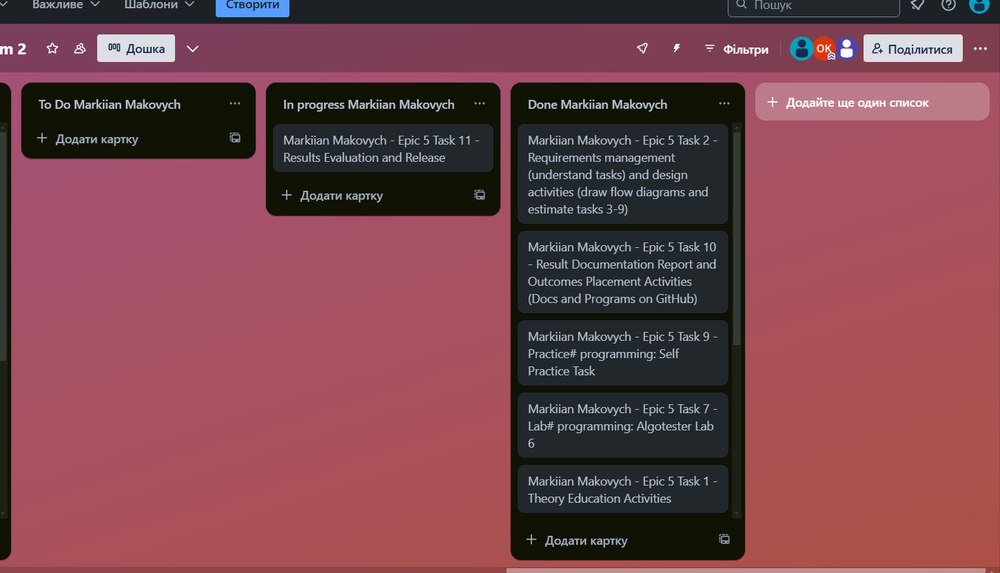 Важливе
Шаблони
Створити
Пошук
m 2
Дошка
Фільтри
OK
Поділитися
To Do Markiian Makovych
Додати картку
In progress Markiian Makovych
Markiian Makovych - Epic 5 Task 11 -
Results Evaluation and Release
Додати картку
Done Markiian Makovych
Markiian Makovych - Epic 5 Task 2 -
Requirements management
(understand tasks) and design
activities (draw flow diagrams and
estimate tasks 3-9)
Markiian Makovych - Epic 5 Task 10
- Result Documentation Report and
Outcomes Placement Activities
(Docs and Programs on GitHub)
Markiian Makovych - Epic 5 Task 9 -
Practice# programming: Self
Practice Task
Markiian Makovych - Epic 5 Task 7 -
Lab# programming: Algotester Lab
6
Markiian Makovych - Epic 5 Task 1 -
Theory Education Activities
Додати картку
Додайте ще один список